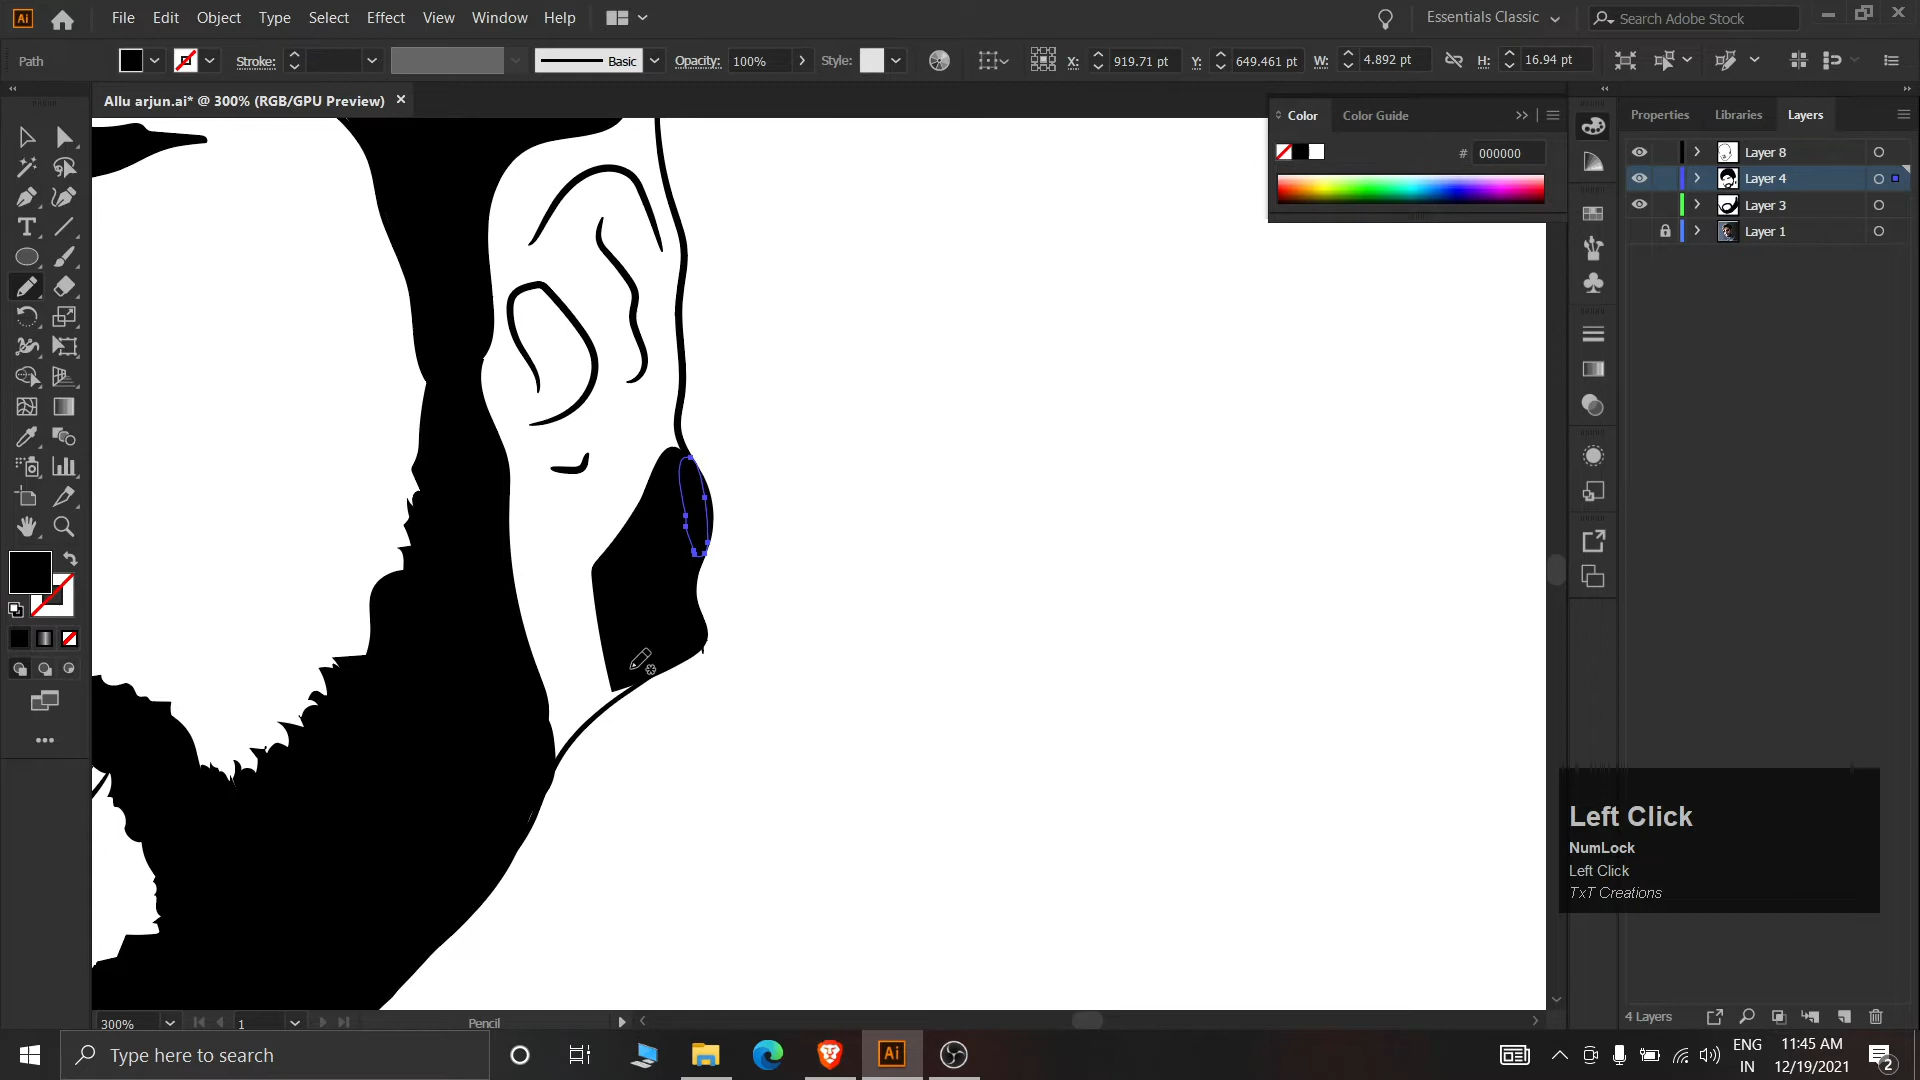 Ai File Edit Object Type Select Effect View Window Help Essentials Classic Search Adobe Stock
Path Stroke: Basic Opacity: 100% Style: X: 919.71 pt Y: 649.461 pt W: 4.892 pt H: 16.94 pt
Allu arjun.ai* @ 300% (RGB/GPU Preview) ×
Color Color Guide
# 000000
Properties Libraries Layers
Layer 8
Layer 4
Layer 3
Layer 1
Left Click
NumLock
Left Click
TxT Creations
300% 1 Pencil
4 Layers
Type here to search
Ai
ENG
IN
11:45 AM
12/19/2021
2